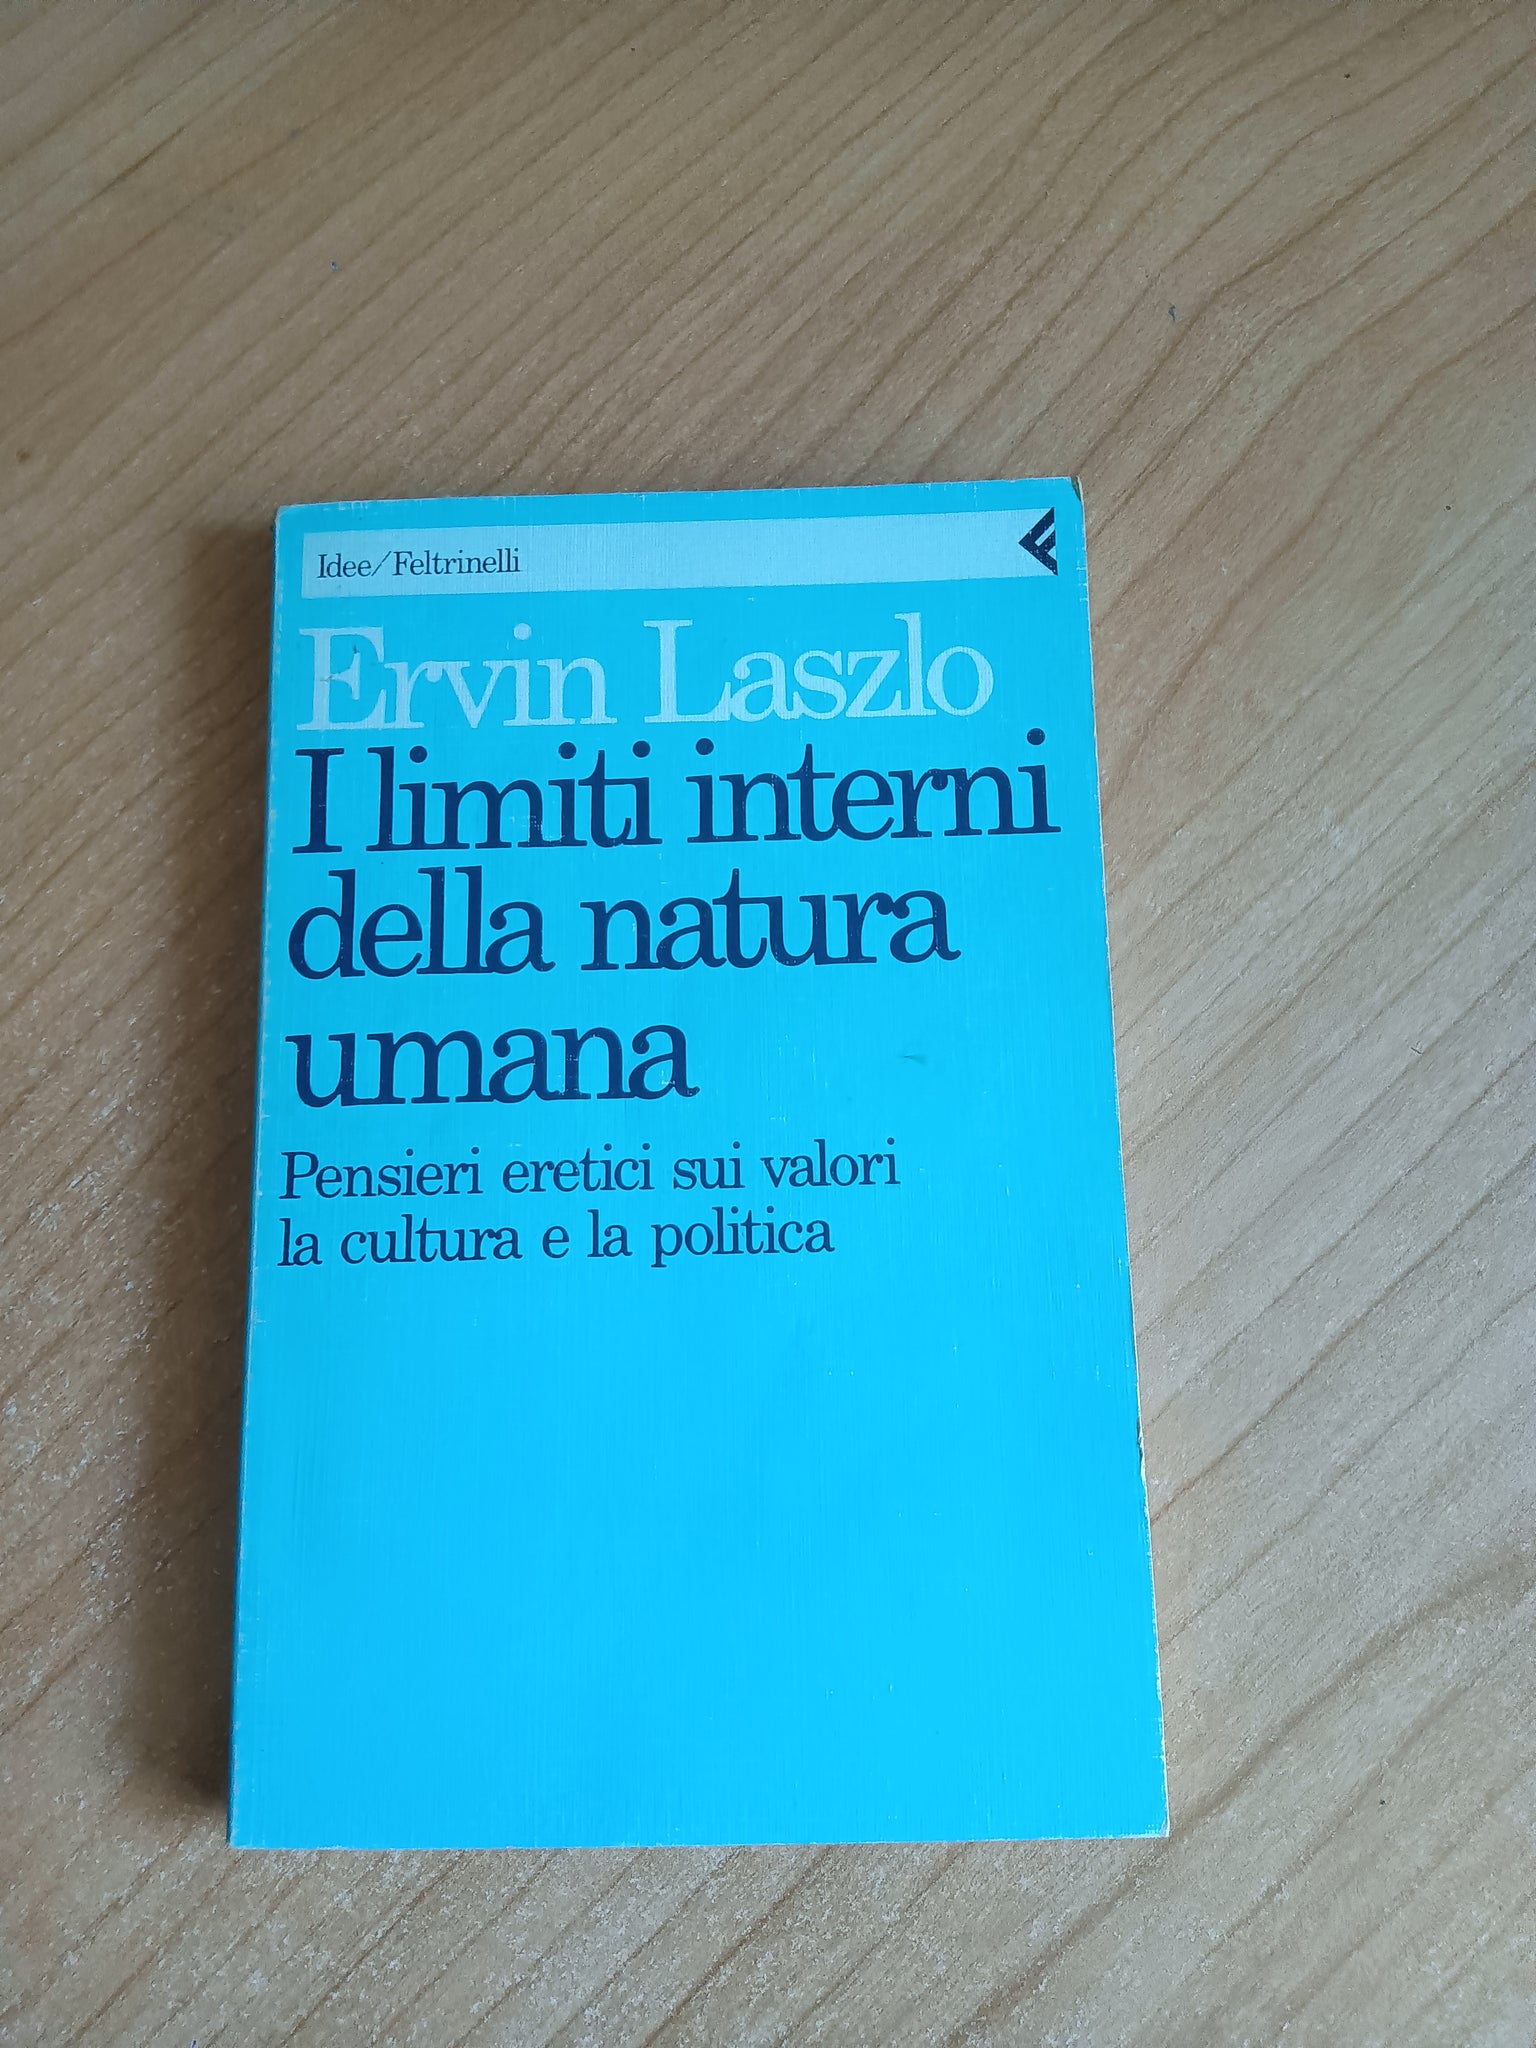 Idee/Feltrinelli
Ervin Laszlo
I limiti interni
della natura
umana
Pensieri eretici sui valori
la cultura e la politica